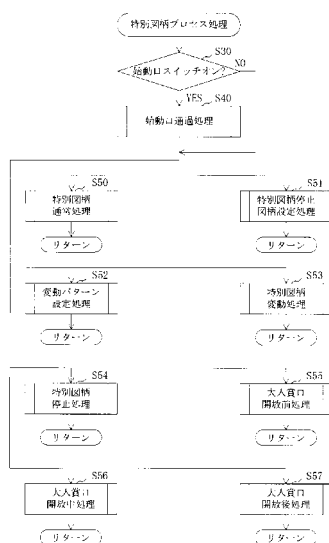 特別図柄プロセス処理
S30
始動口スイッチオン?
NO
YES
S40
始動口通過処理
S50
特別図柄
通常処理
リターン
S51
特別図柄停止
図柄設定処理
リターン
S52
変動パターン
設定処理
リターン
S53
特別図柄
変動処理
リターン
S54
特別図柄
停止処理
リターン
S55
大入賞口
開放前処理
リターン
S56
大入賞口
開放中処理
リターン
S57
大入賞口
開放後処理
リターン